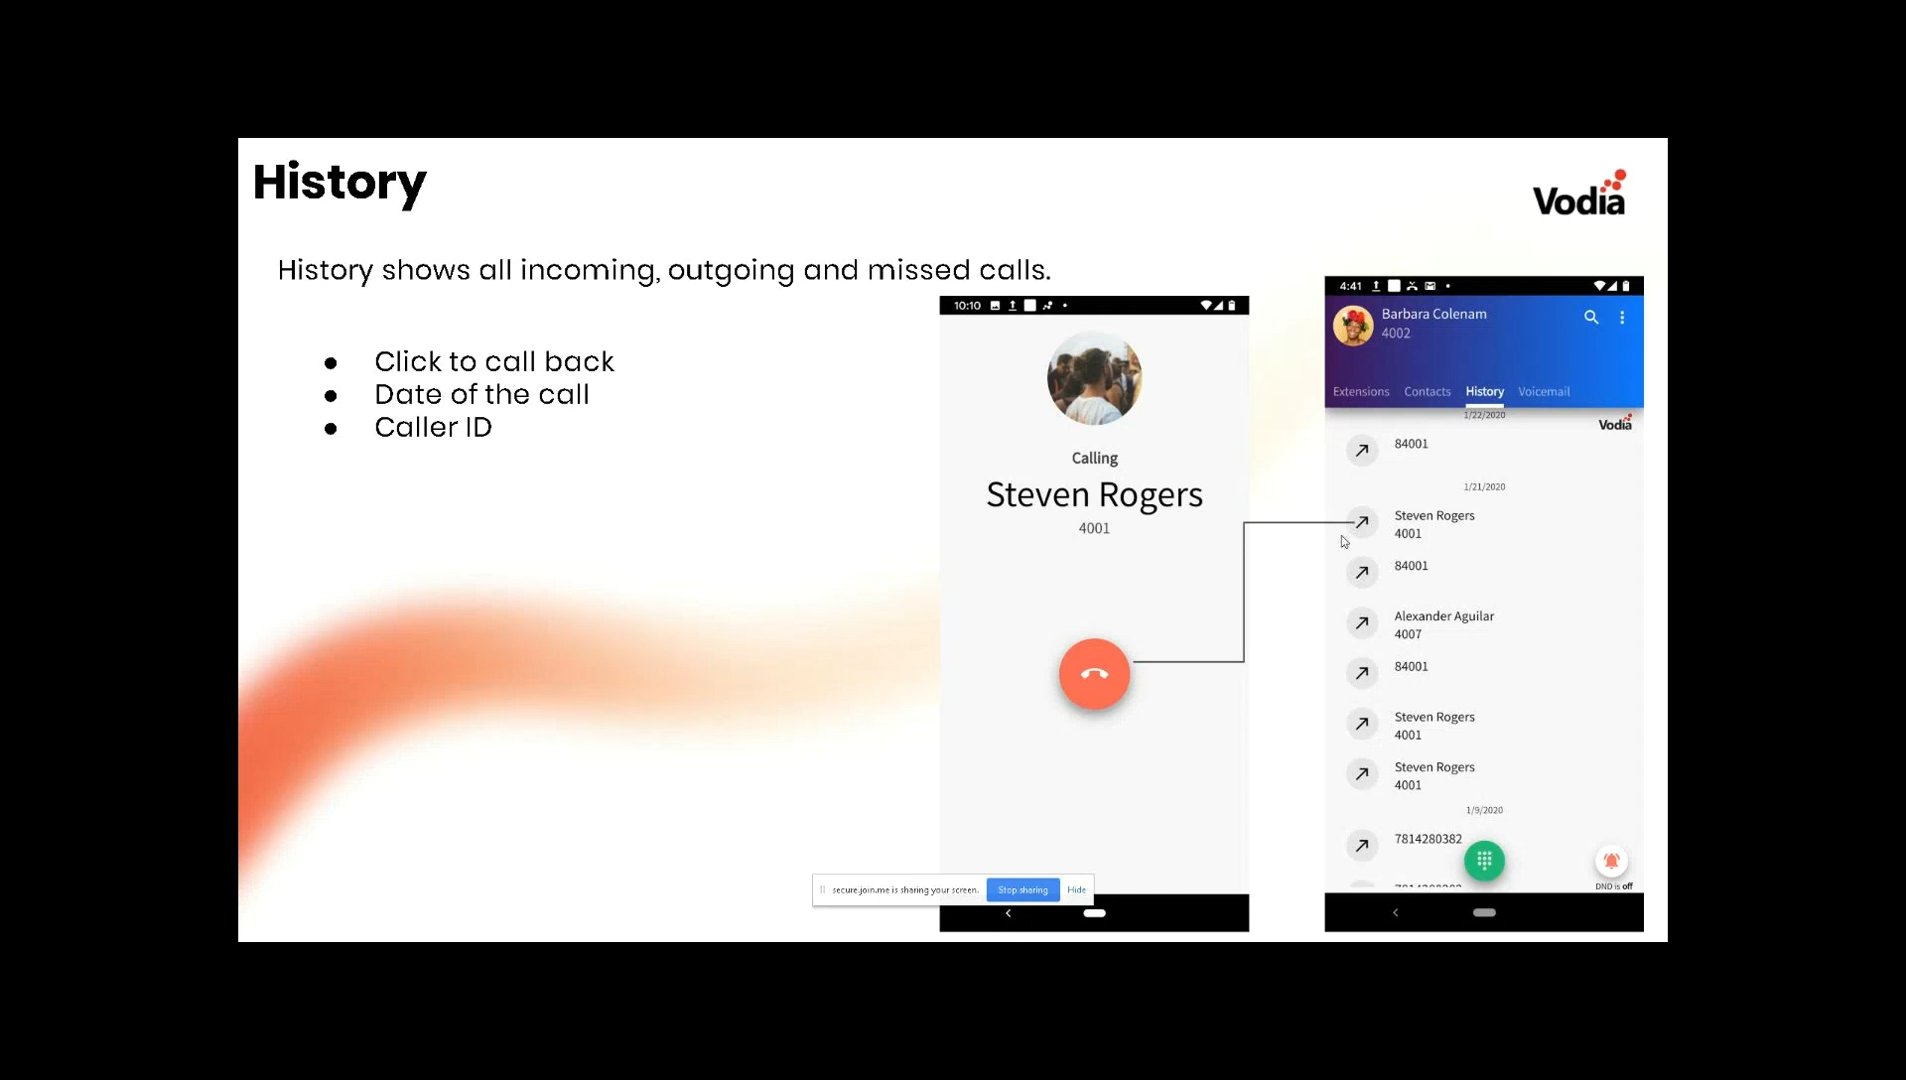 History
Vodia
History shows all incoming, outgoing and missed calls.
● Click to call back
● Date of the call
● Caller ID
10:10
Calling
Steven Rogers
4001
4:41
Barbara Colenam
4002
Extensions Contacts History Voicemail
1/22/2020
Vodia
84001
1/21/2020
Steven Rogers
4001
84001
Alexander Aguilar
4007
84001
Steven Rogers
4001
Steven Rogers
4001
1/9/2020
7814280382
DND is off
secure.join.me is sharing your screen. Stop sharing Hide